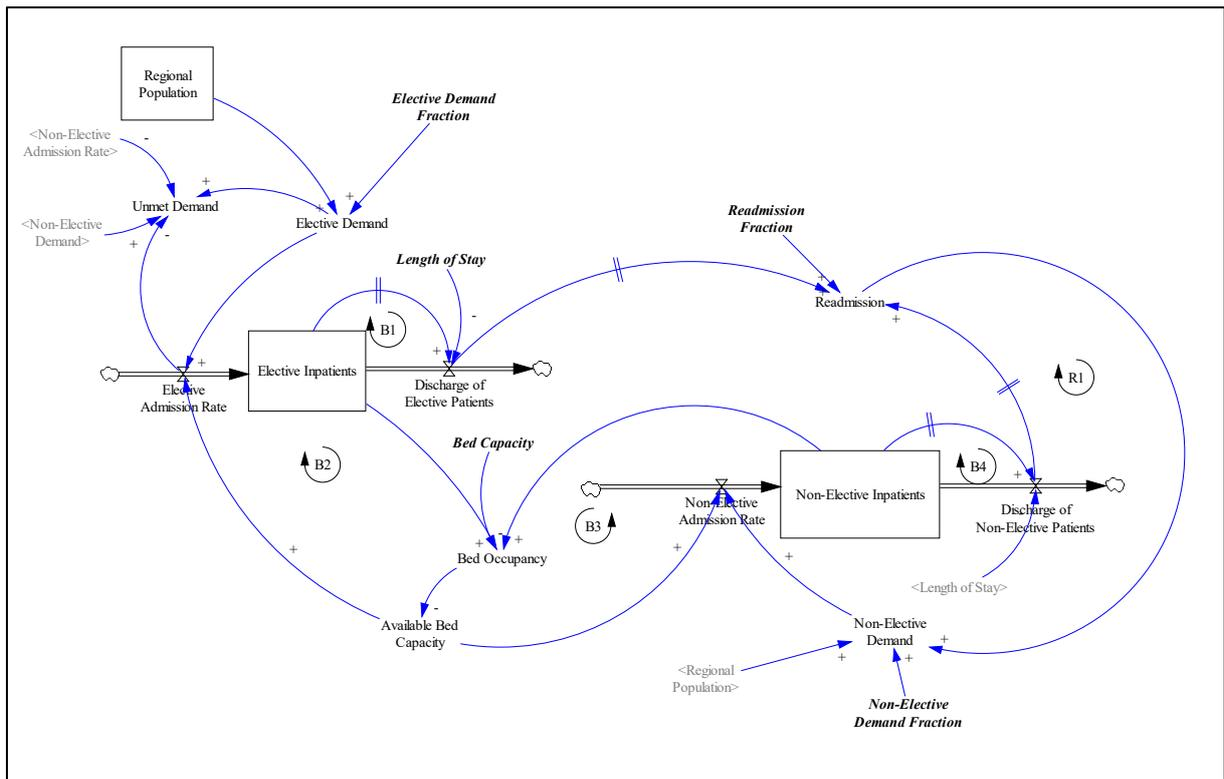 Regional
Population
Elective Demand
Fraction
<Non-Elective
Admission Rate>
-
+
+
+
Unmet Demand
Elective Demand
<Non-Elective
Demand>
+
-
Readmission
Fraction
Length of Stay
-
+
+
Readmission
+
B1
+
+
Elective Inpatients
Elective
Admission Rate
Discharge of
Elective Patients
R1
B2
Bed Capacity
B4
+
Non-Elective Inpatients
Non-Elective
Admission Rate
Discharge of
Non-Elective Patients
B3
+
-
+
Bed Occupancy
+
+
+
<Length of Stay>
-
Available Bed
Capacity
Non-Elective
Demand
+
+
+
<Regional
Population>
Non-Elective
Demand Fraction